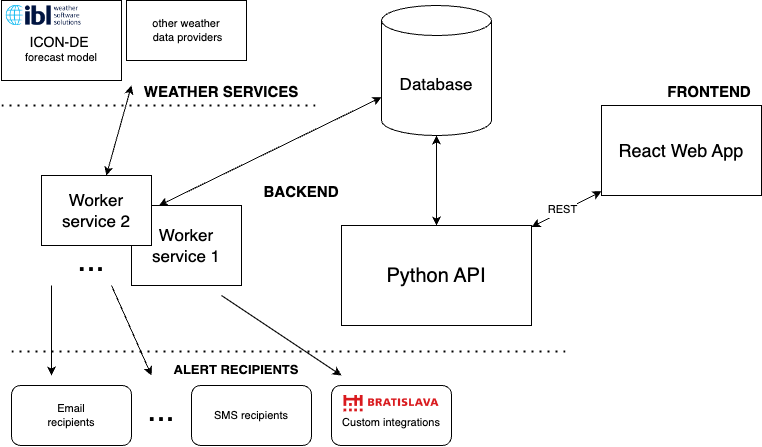 ibl weather
software
solutions
ICON-DE
forecast model
other weather
data providers
WEATHER SERVICES
Database
FRONTEND
React Web App
BACKEND
Worker
service 2
Worker
service 1
...
REST
Python API
ALERT RECIPIENTS
Email
recipients
...
SMS recipients
BRATISLAVA
Custom integrations